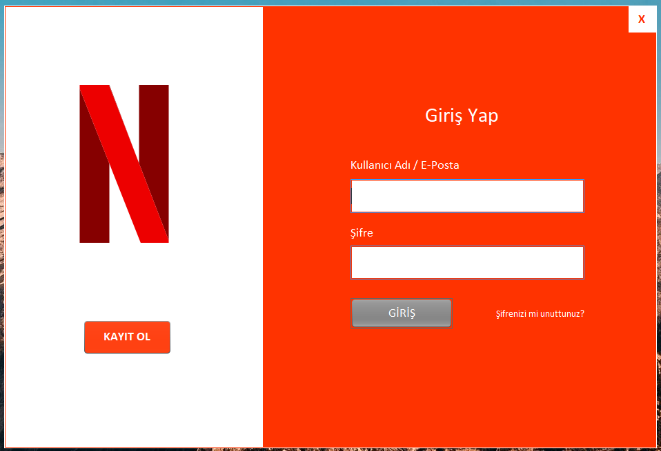 X
N
Giriş Yap
Kullanıcı Adı / E-Posta
Şifre
GİRİŞ
Şifrenizi mi unuttunuz?
KAYIT OL